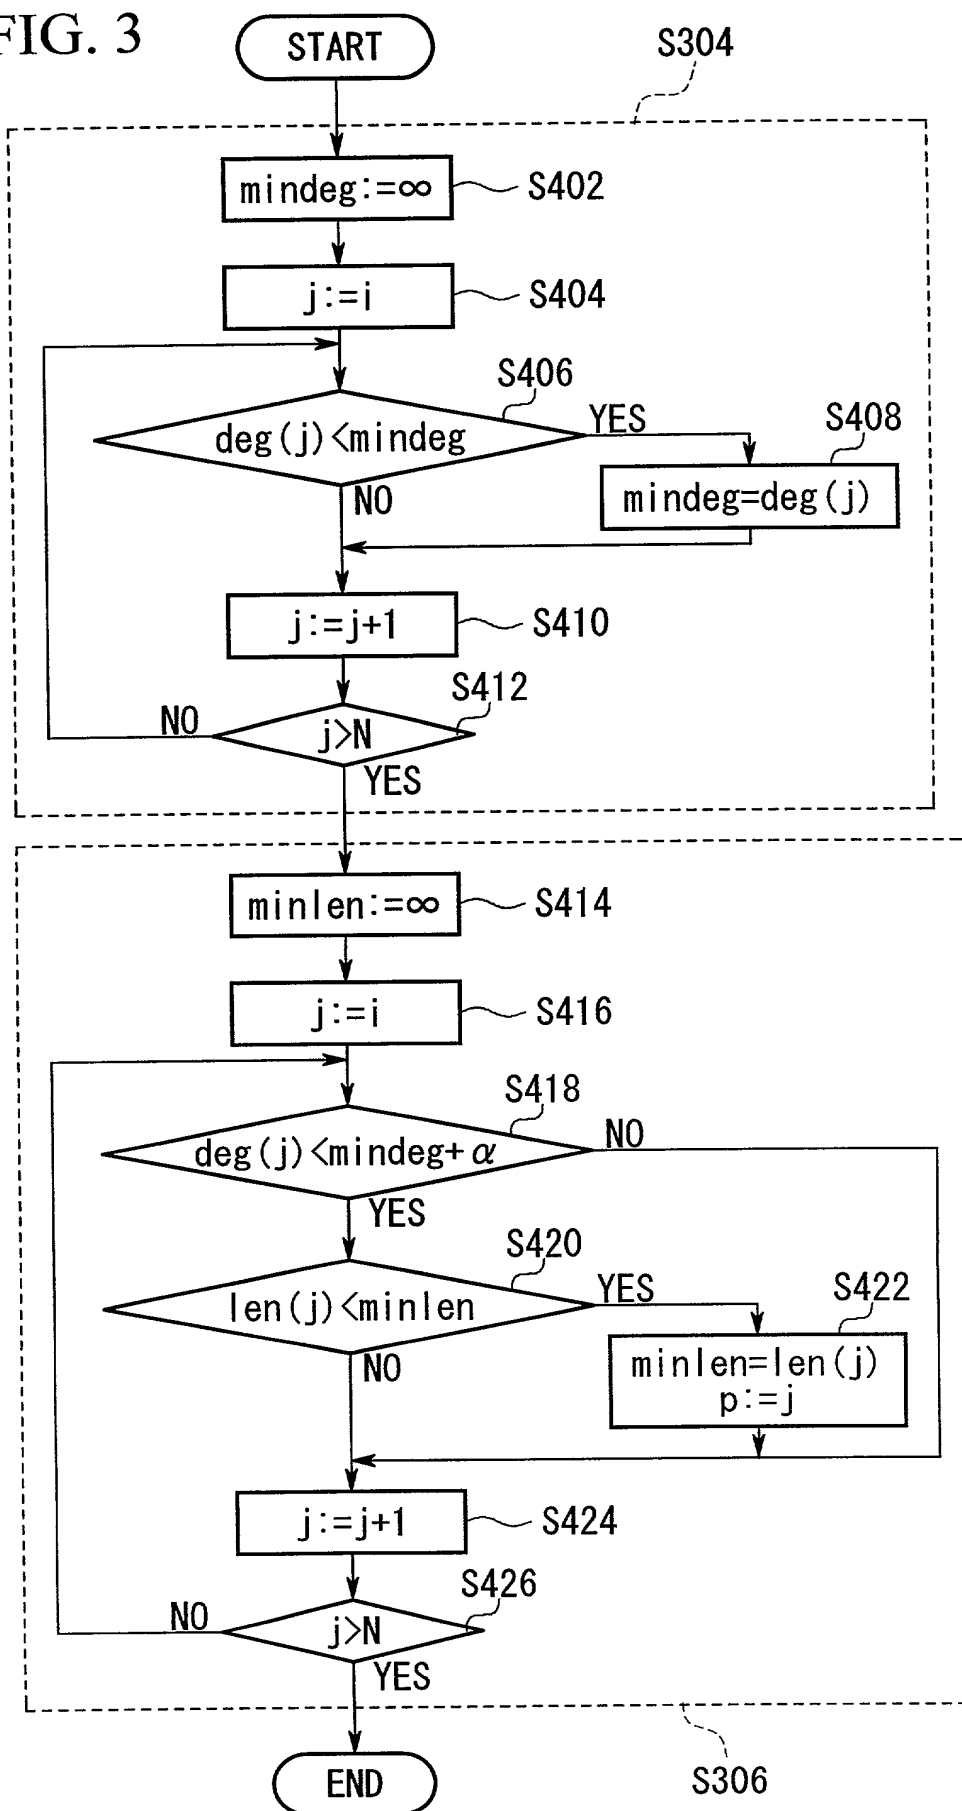 FIG. 3
START
S304
mindeg:=∞
S402
j:=i
S404
S406
deg(j)<mindeg
YES
S408
mindeg=deg(j)
NO
j:=j+1
S410
S412
j>N
NO
YES
minlen:=∞
S414
j:=i
S416
S418
deg(j)<mindeg+α
NO
YES
S420
len(j)<minlen
YES
S422
minlen=len(j)
p:=j
NO
j:=j+1
S424
S426
j>N
NO
YES
END
S306